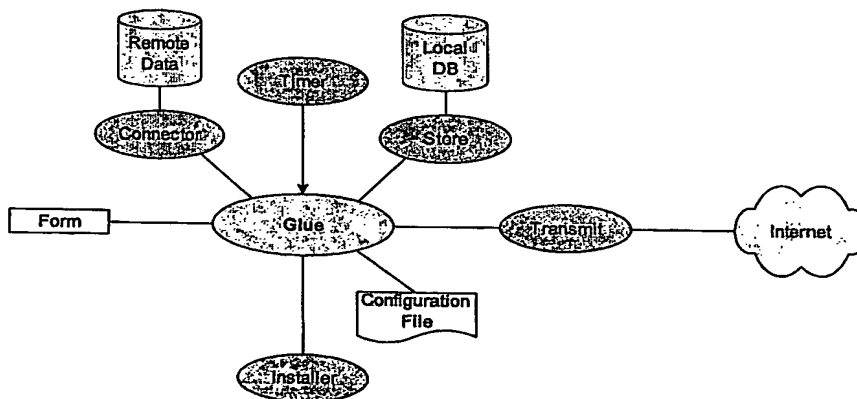 Remote
Data
Timer
Local
DB
Connector
Store
Form
Glue
Transmit
Internet
Configuration
File
Installer